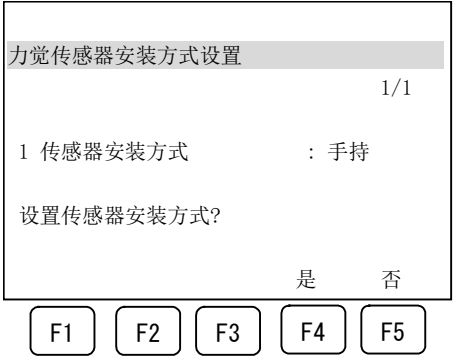 力觉传感器安装方式设置
1/1
1 传感器安装方式 : 手持
设置传感器安装方式?
是 否
F1 F2 F3 F4 F5